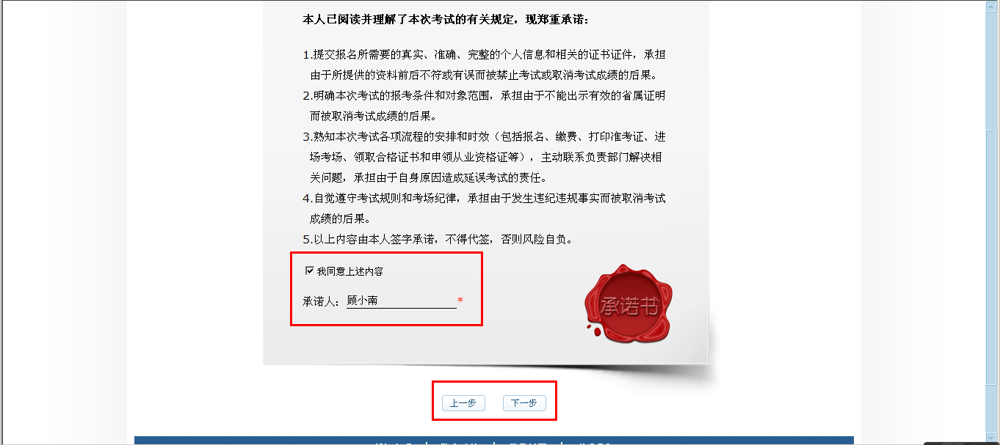 本人已阅读并理解了本次考试的有关规定，现郑重承诺：
1.提交报名所需要的真实、准确、完整的个人信息和相关的证书证件，承担
由于所提供的资料前后不符或有误而被禁止考试或取消考试成绩的后果。
2.明确本次考试的报考条件和对象范围，承担由于不能出示有效的省属证明
而被取消考试成绩的后果。
3.熟知本次考试各项流程的安排和时效（包括报名、缴费、打印准考证、进
场考场、领取合格证书和申领从业资格证等），主动联系负责部门解决相
关问题，承担由于自身原因造成延误考试的责任。
4.自觉遵守考试规则和考场纪律，承担由于发生违纪违规事实而被取消考试
成绩的后果。
5.以上内容由本人签字承诺，不得代签，否则风险自负。
我同意上述内容
承诺人：顾小南 *
承诺书
上一步 下一步